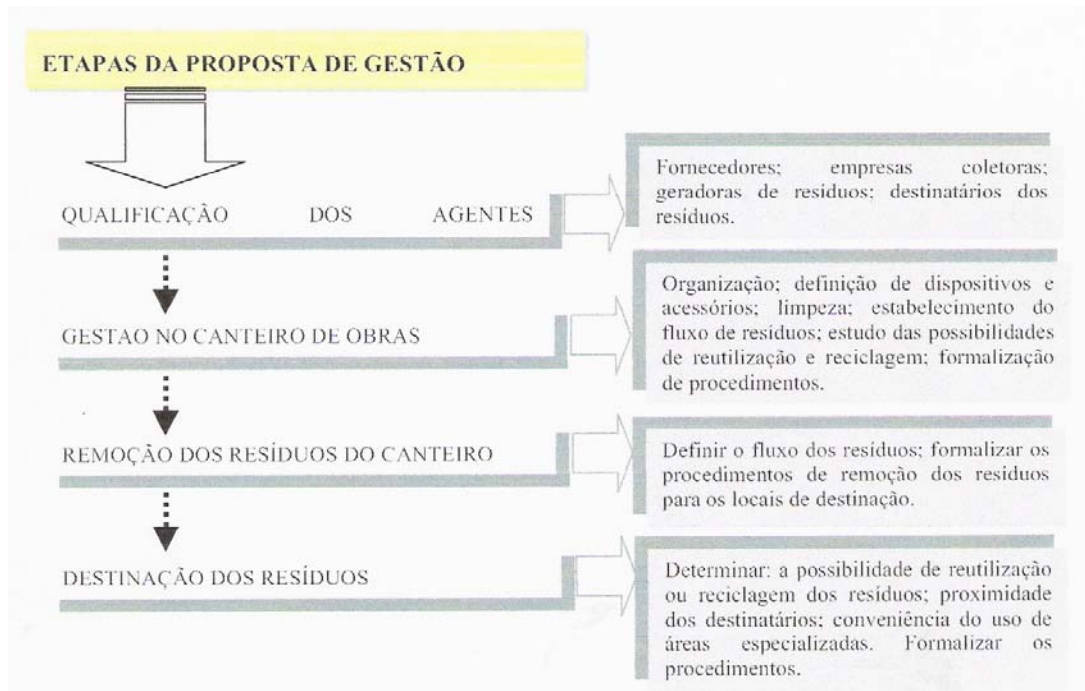 ETAPAS DA PROPOSTA DE GESTÃO
QUALIFICAÇÃO DOS AGENTES
Fornecedores; empresas coletoras;
geradoras de resíduos; destinatários dos
resíduos.
GESTAO NO CANTEIRO DE OBRAS
Organização; definição de dispositivos e
acessórios; limpeza; estabelecimento do
fluxo de resíduos; estudo das possibilidades
de reutilização e reciclagem; formalização
de procedimentos.
REMOÇÃO DOS RESÍDUOS DO CANTEIRO
Definir o fluxo dos resíduos; formalizar os
procedimentos de remoção dos resíduos
para os locais de destinação.
DESTINAÇÃO DOS RESÍDUOS
Determinar: a possibilidade de reutilização
ou reciclagem dos resíduos; proximidade
dos destinatários; conveniência do uso de
áreas especializadas. Formalizar os
procedimentos.